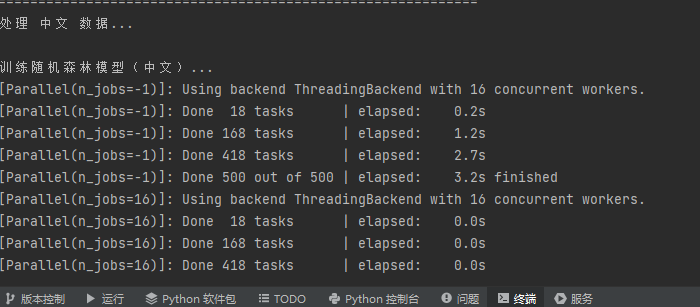 --------------------------------------------------
处理 中文 数据...
训练随机森林模型（中文）...
[Parallel(n_jobs=-1)]: Using backend ThreadingBackend with 16 concurrent workers.
[Parallel(n_jobs=-1)]: Done  18 tasks      | elapsed:    0.2s
[Parallel(n_jobs=-1)]: Done 168 tasks      | elapsed:    1.2s
[Parallel(n_jobs=-1)]: Done 418 tasks      | elapsed:    2.7s
[Parallel(n_jobs=-1)]: Done 500 out of 500 | elapsed:    3.2s finished
[Parallel(n_jobs=16)]: Using backend ThreadingBackend with 16 concurrent workers.
[Parallel(n_jobs=16)]: Done  18 tasks      | elapsed:    0.0s
[Parallel(n_jobs=16)]: Done 168 tasks      | elapsed:    0.0s
[Parallel(n_jobs=16)]: Done 418 tasks      | elapsed:    0.0s
版本控制 运行 Python 软件包 TODO Python 控制台 问题 终端 服务